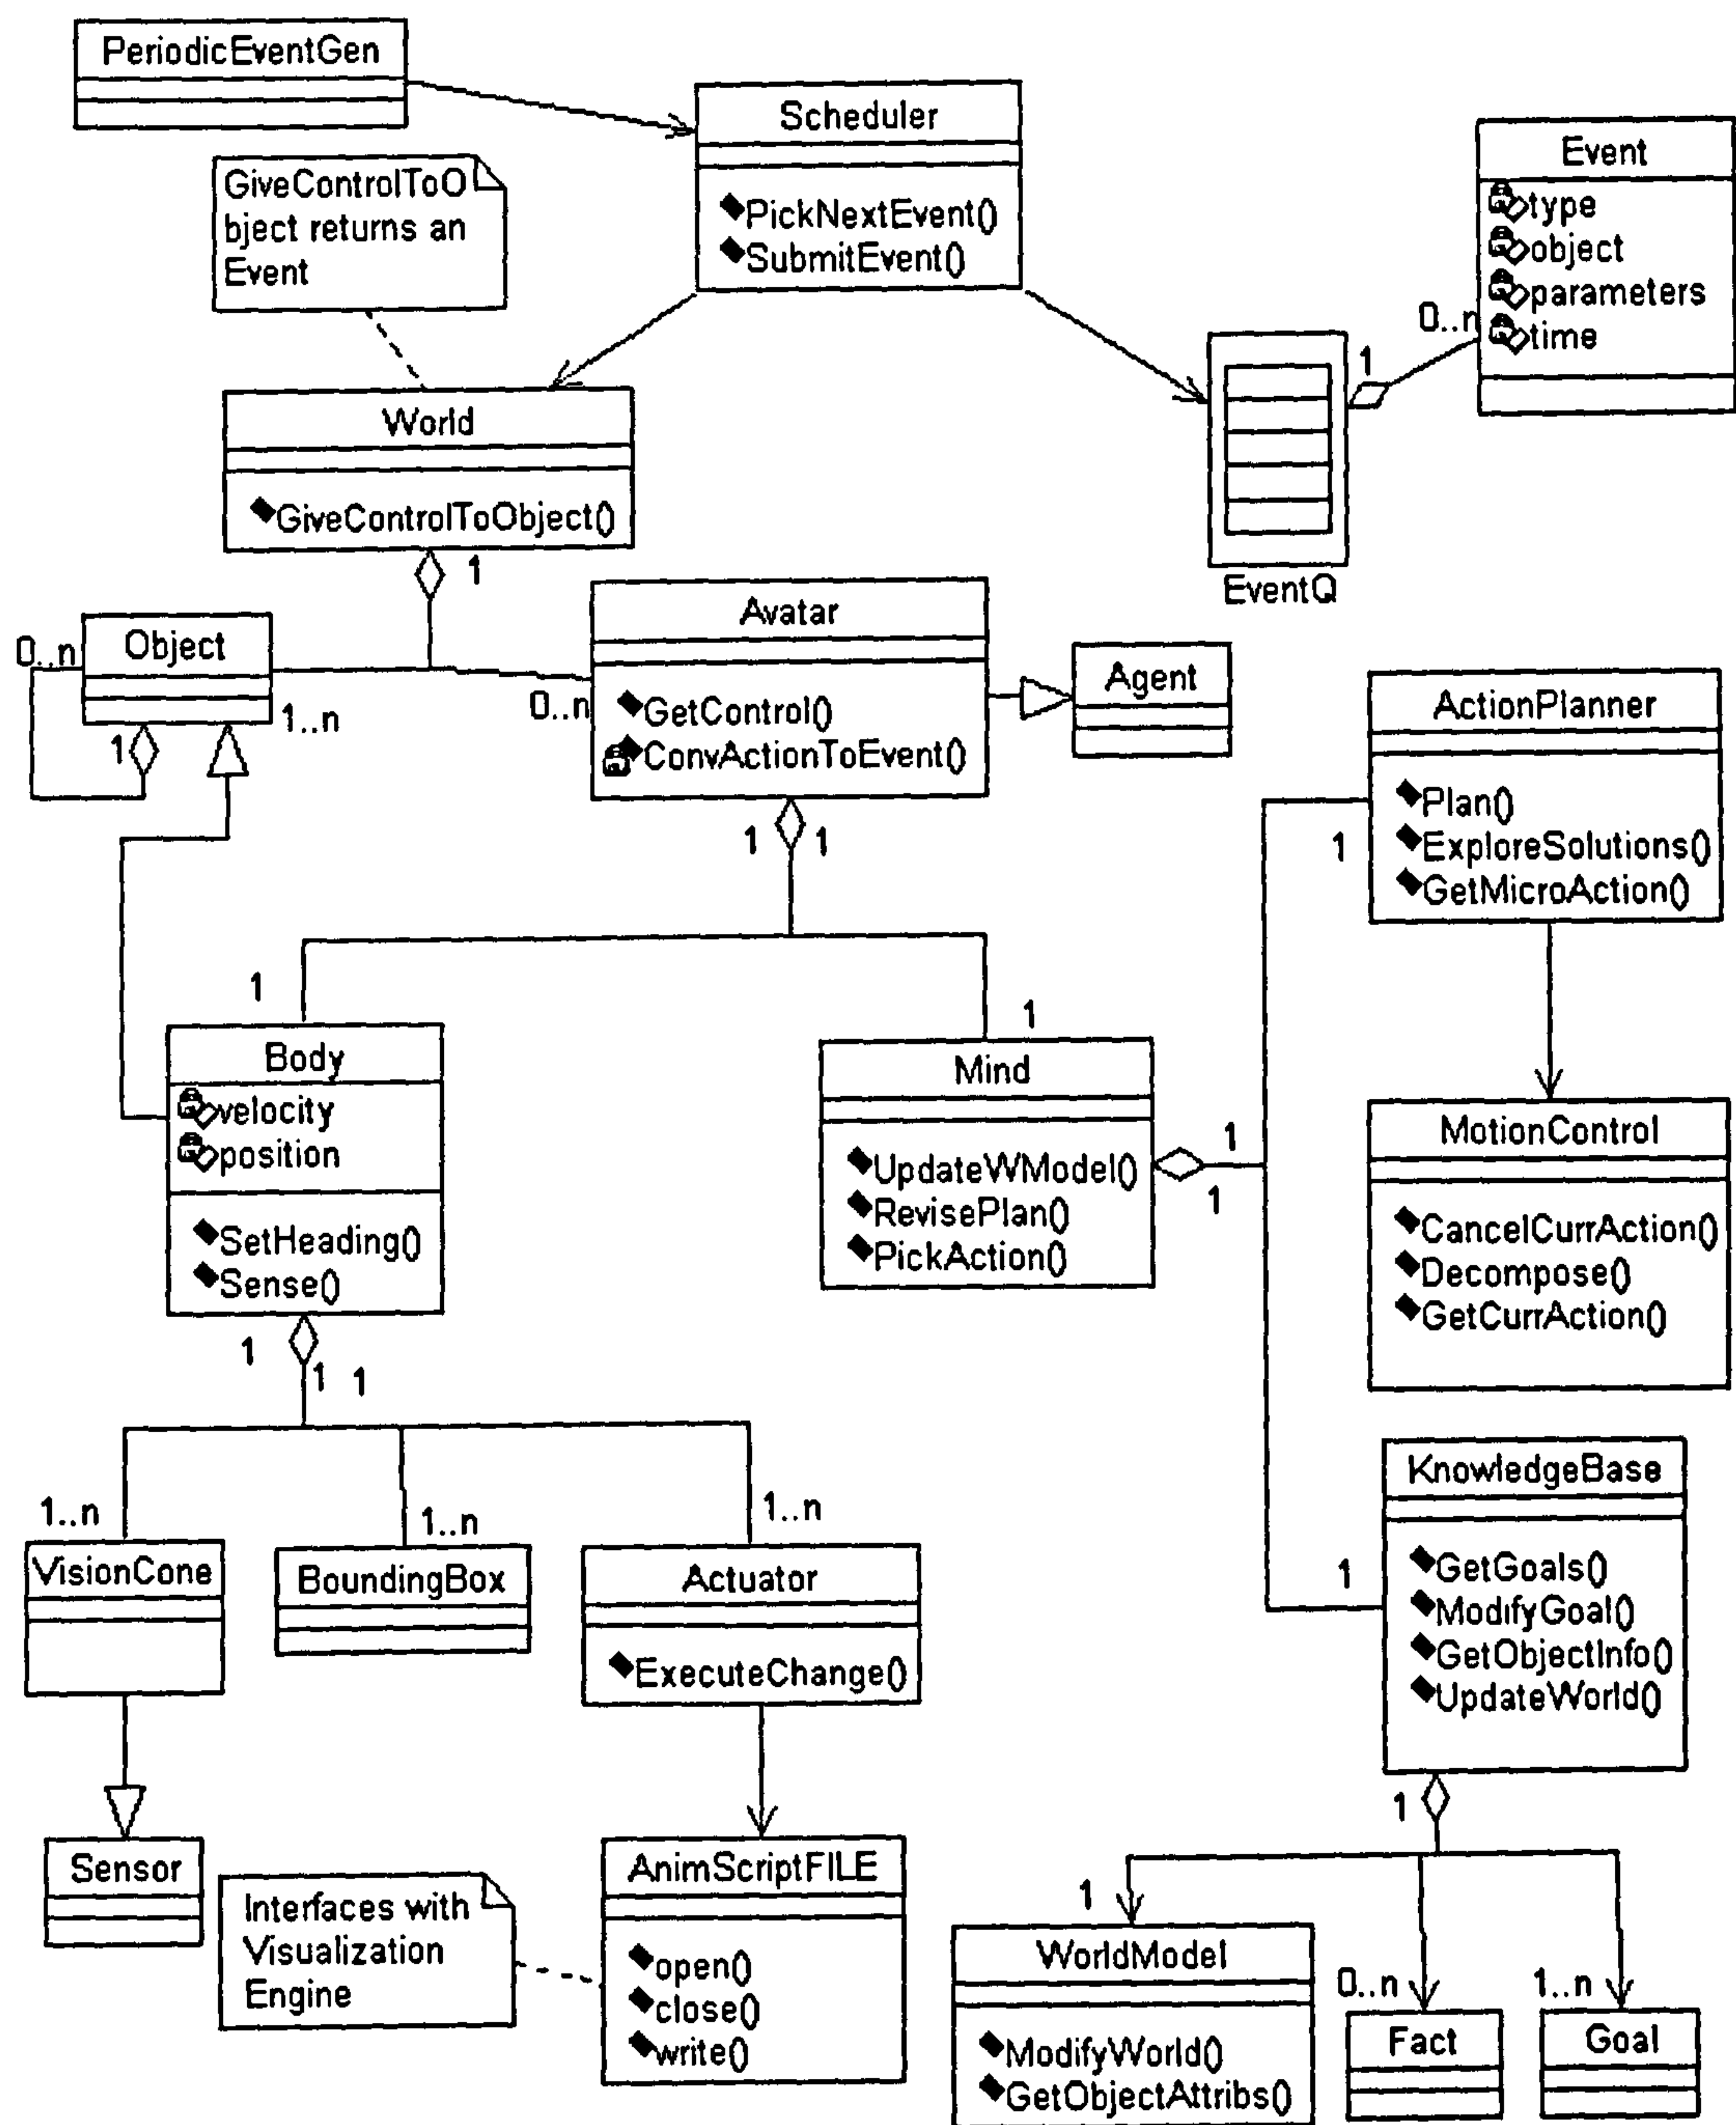 PeriodicEventGen
Scheduler
PickNextEvent()
SubmitEvent()
Event
type
object
parameters
time
GiveControlToO
bject returns an
Event
0..n
1
EventQ
World
GiveControlToObject()
1
Object
0..n
1
1..n
Avatar
GetControl()
ConvActionToEvent()
0..n
Agent
1
1
ActionPlanner
Plan()
ExploreSolutions()
GetMicroAction()
1
1
Body
velocity
position
SetHeading()
Sense()
1
Mind
UpdateWModel()
RevisePlan()
PickAction()
1
1
MotionControl
CancelCurrAction()
Decompose()
GetCurrAction()
1
1
1
1..n
VisionCone
1..n
BoundingBox
1..n
Actuator
ExecuteChange()
1
KnowledgeBase
GetGoals()
ModifyGoal()
GetObjectInfo()
UpdateWorld()
1
Sensor
Interfaces with
Visualization
Engine
AnimScriptFILE
open()
close()
write()
1
WorldModel
ModifyWorld()
GetObjectAttribs()
0..n
Fact
1..n
Goal